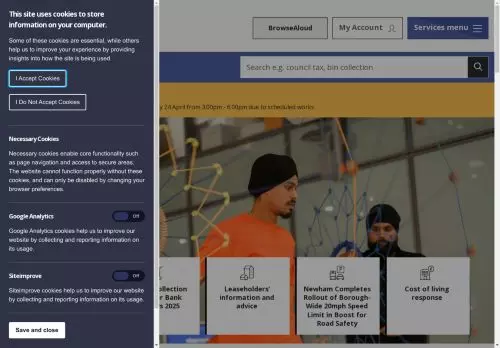 This site uses cookies to store
information on your computer.
Some of these cookies are essential, while others
help us to improve your experience by providing
insights into how the site is being used.
I Accept Cookies
I Do Not Accept Cookies
Necessary Cookies
Necessary cookies enable core functionality such
as page navigation and access to secure areas.
The website cannot function properly without these
cookies, and can only be disabled by changing your
browser preferences.
Google Analytics
Off
Google Analytics cookies help us to improve our
website by collecting and reporting information on
its usage.
Siteimprove
Off
Siteimprove cookies help us to improve our website
by collecting and reporting information on its usage.
Save and close
BrowseAloud
My Account
Services menu
Search e.g. council tax, bin collection
24 April from 3.00pm - 6.00pm due to scheduled works
ollection
r Bank
s 2025
Leaseholders'
information and
advice
Newham Completes
Rollout of Borough-
Wide 20mph Speed
Limit in Boost for
Road Safety
Cost of living
response